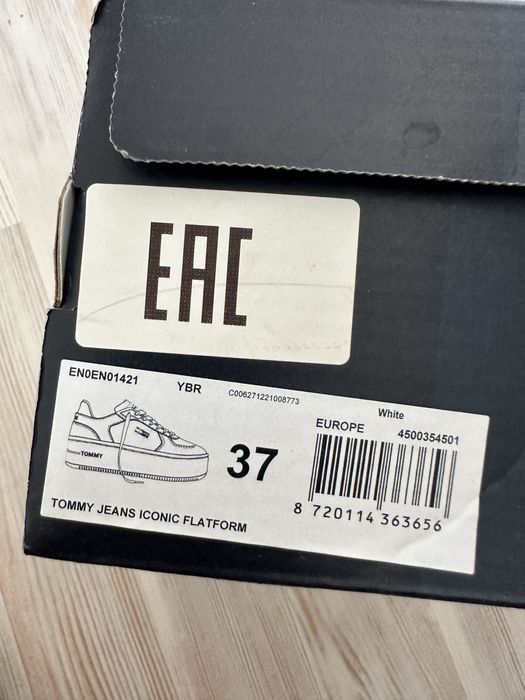 EAC
EN0EN01421 YBR C006271221008773 White
EUROPE 4500354501
TOMMY
37
8 720114 363656
TOMMY JEANS ICONIC FLATFORM